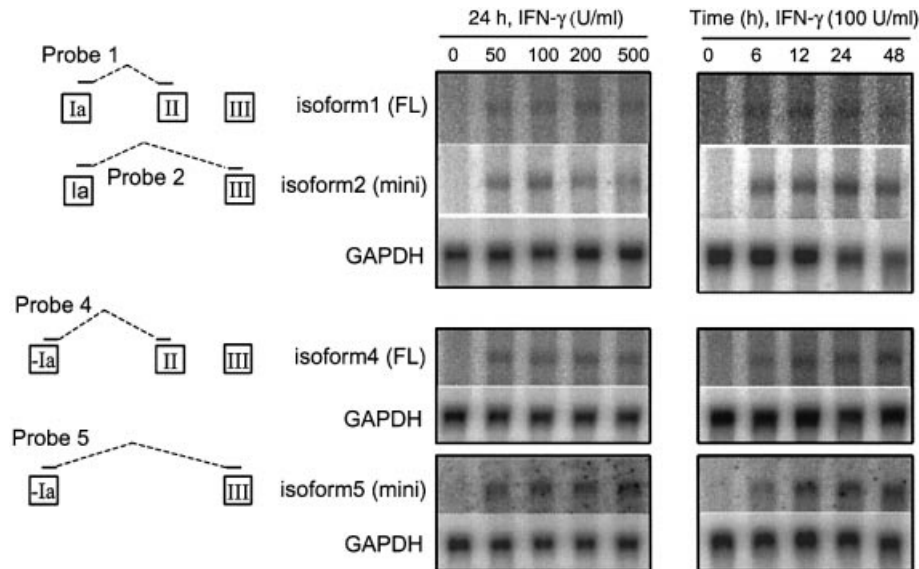 24 h, IFN-γ (U/ml)
Time (h), IFN-γ (100 U/ml)
0 50 100 200 500
0 6 12 24 48
Probe 1
Ia II III
isoform1 (FL)
Ia Probe 2 III
isoform2 (mini)
GAPDH
Probe 4
-Ia II III
isoform4 (FL)
GAPDH
Probe 5
-Ia III
isoform5 (mini)
GAPDH